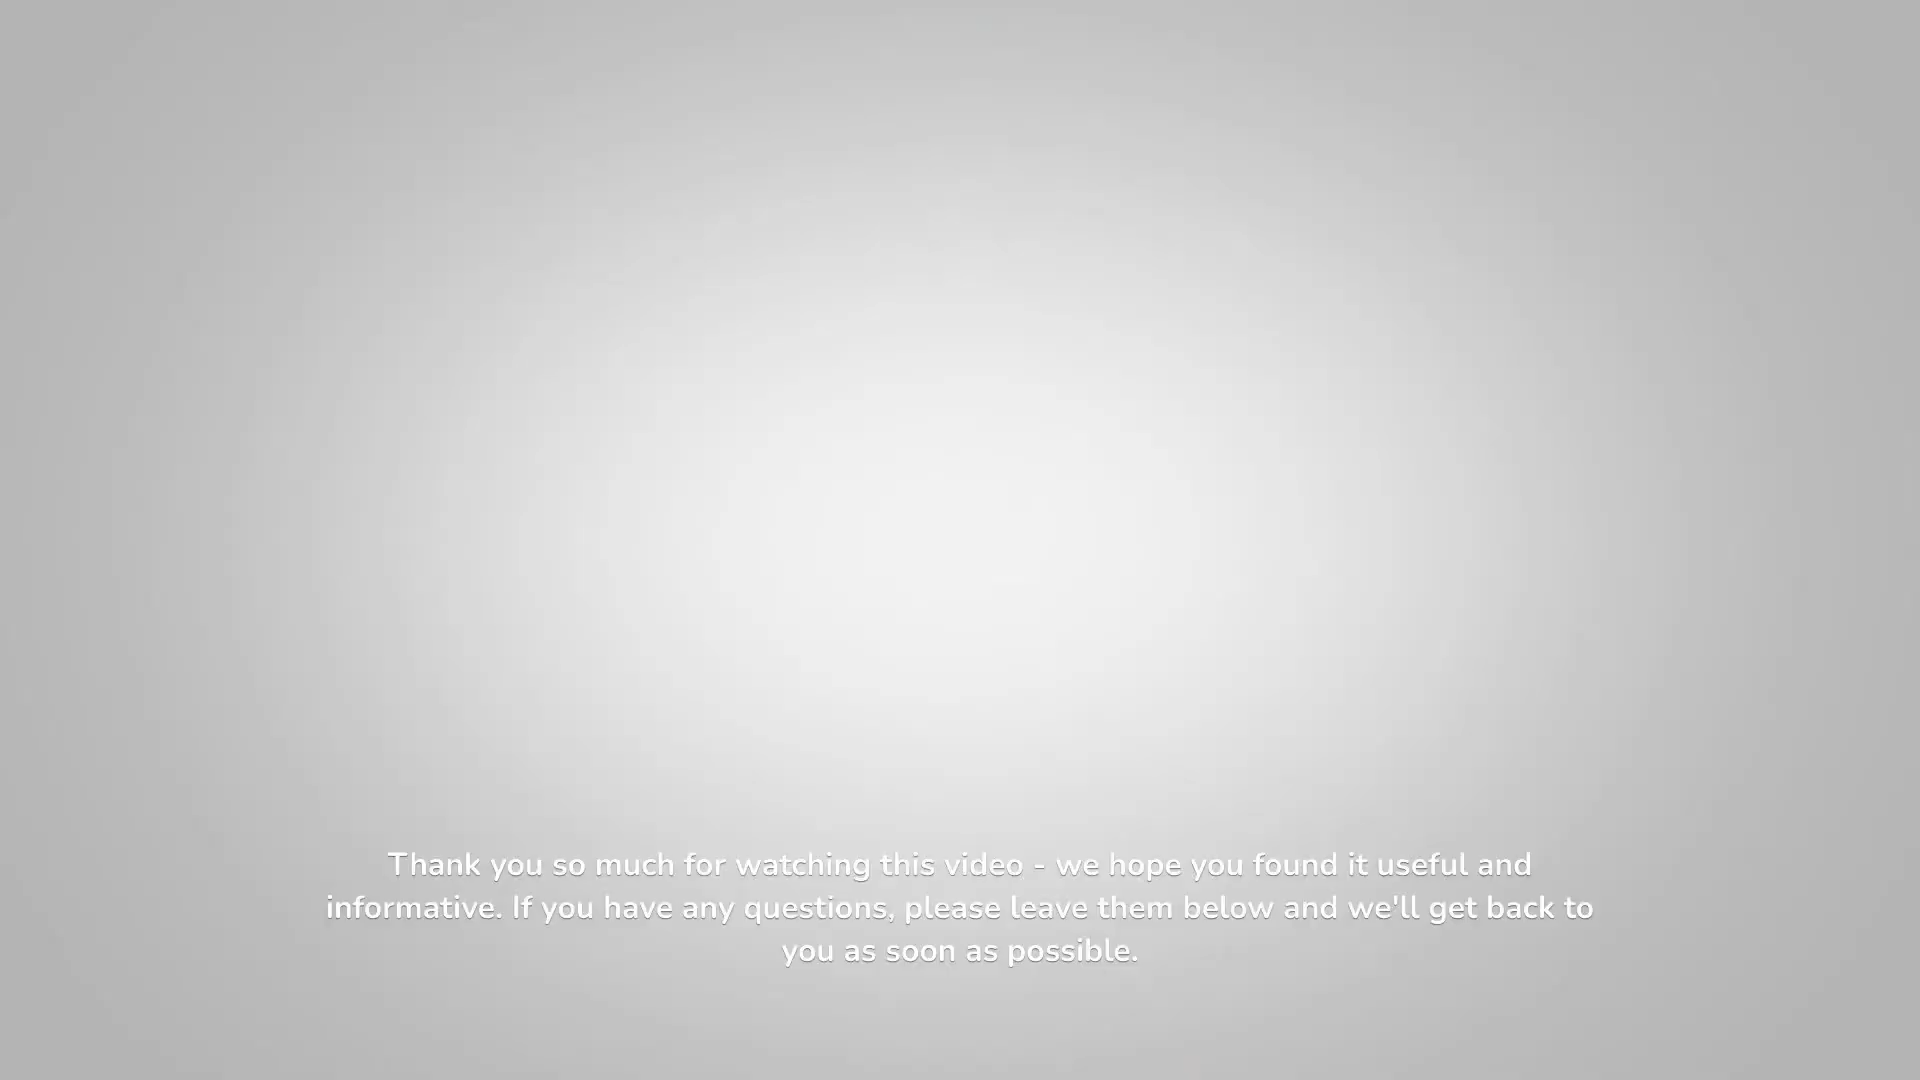 Thank you so much for watching this video - we hope you found it useful and
informative. If you have any questions, please leave them below and we'll get back to
you as soon as possible.